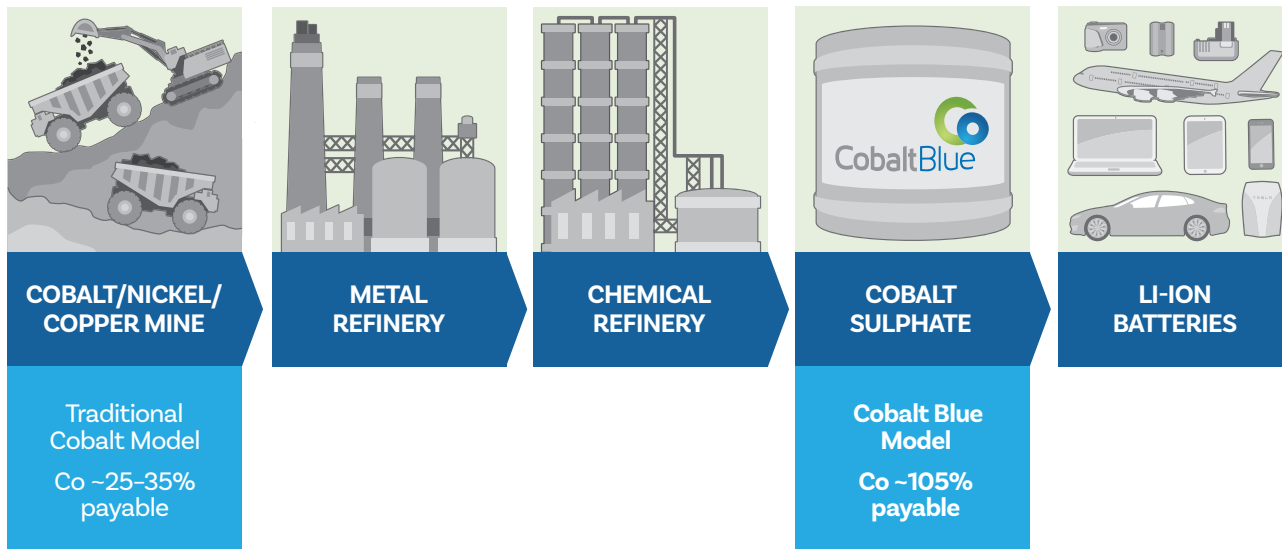 CobaltBlue
TESLA
COBALT/NICKEL/
COPPER MINE
METAL
REFINERY
CHEMICAL
REFINERY
COBALT
SULPHATE
LI-ION
BATTERIES
Traditional
Cobalt Model
Co ~25–35%
payable
Cobalt Blue
Model
Co ~105%
payable